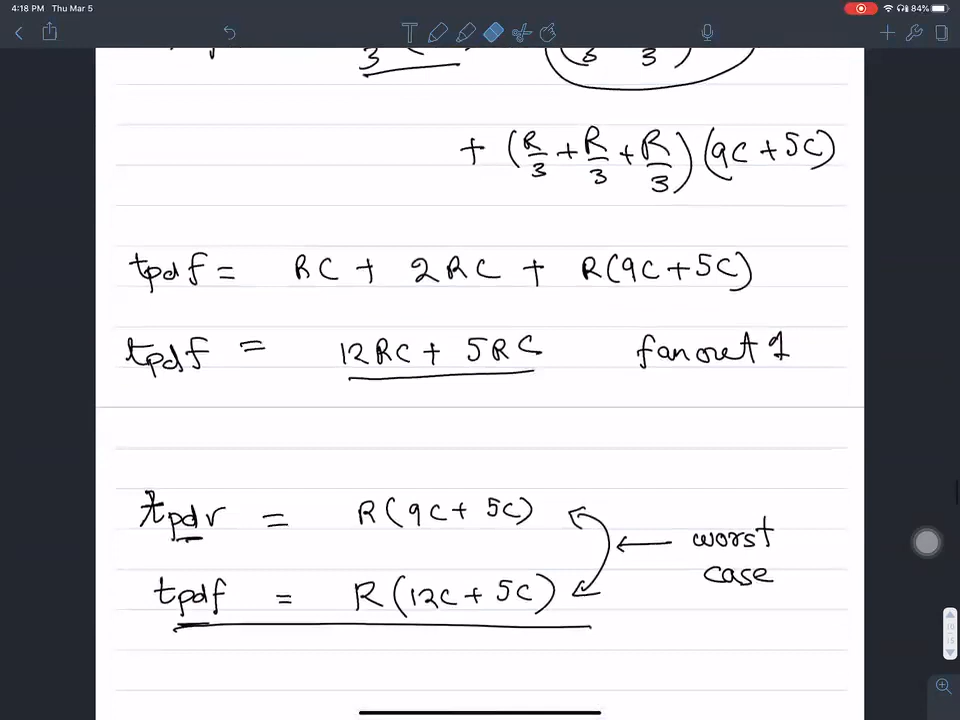 4:18 PM Thu Mar 5 84%
+ (R/3 + R/3 + R/3) (9C + 5C)
tpdf = RC + 2RC + R(9C + 5C)
tpdf = 12RC + 5RC fanout 1
tpdr = R(9C + 5C)
worst
tpdf = R(12C + 5C) case